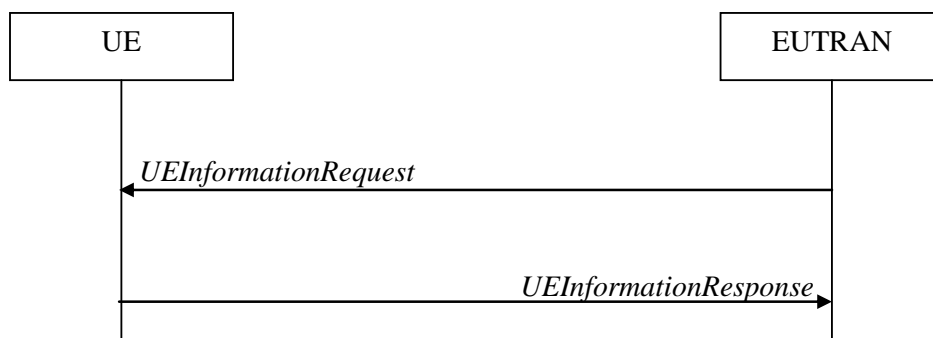 UE
EUTRAN
UEInformationRequest
UEInformationResponse